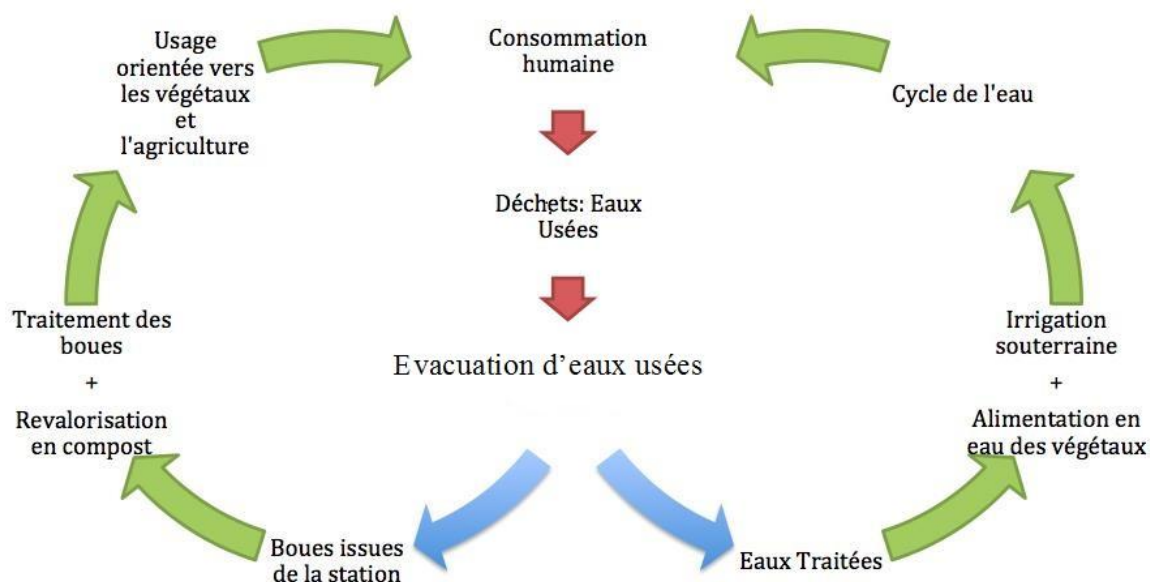 Usage
orientée vers
les végétaux
et
l'agriculture
Consommation
humaine
Cycle de l'eau
Déchets: Eaux
Usées
Traitement des
boues
+
Revalorisation
en compost
Evacuation d'eaux usées
Irrigation
souterraine
+
Alimentation en
eau des végétaux
Boues issues
de la station
Eaux Traitées